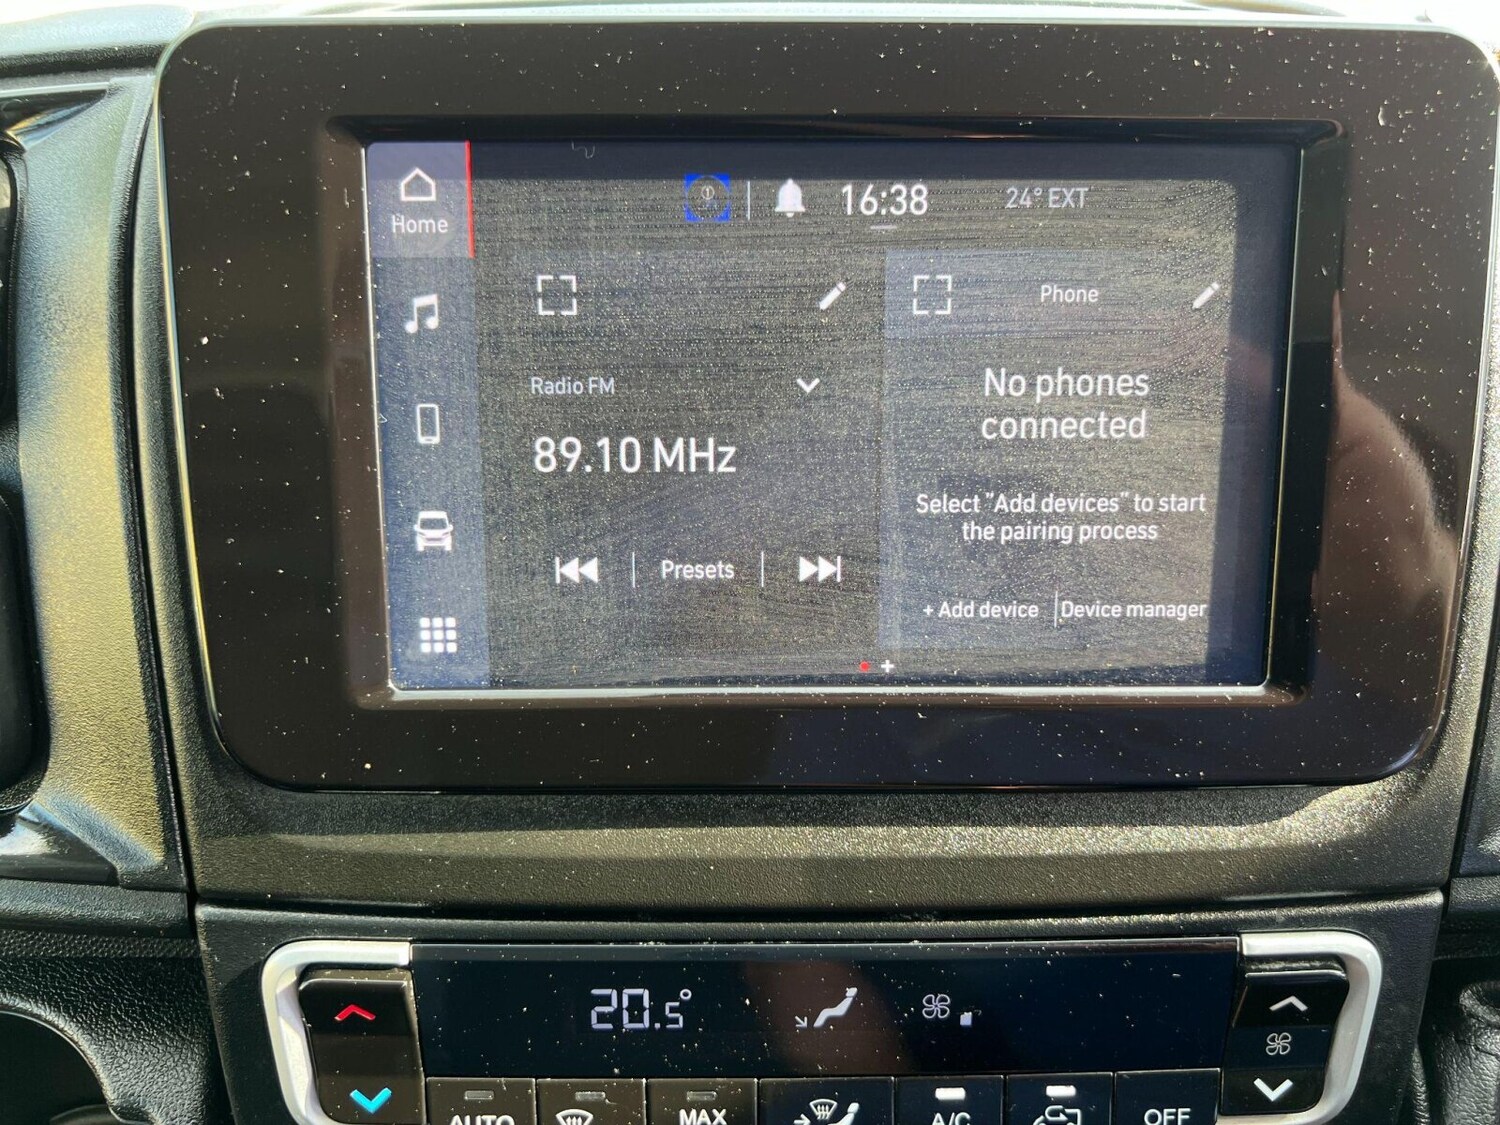 Home
16:38
24° EXT
Phone
Radio FM
89.10 MHz
Presets
No phones
connected
Select "Add devices" to start
the pairing process
+ Add device
Device manager
20.5°
AUTO
MAX
A/C
OFF